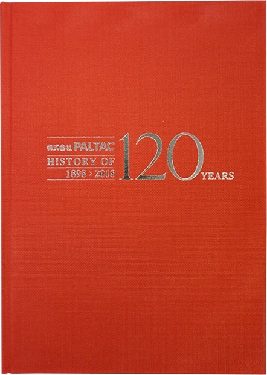 株式会社 PALTAC
HISTORY OF
1898-2018
120 YEARS